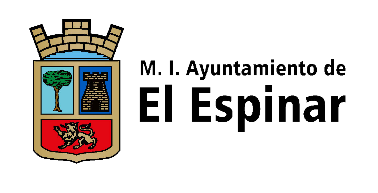 M. I. Ayuntamiento de
El Espinar